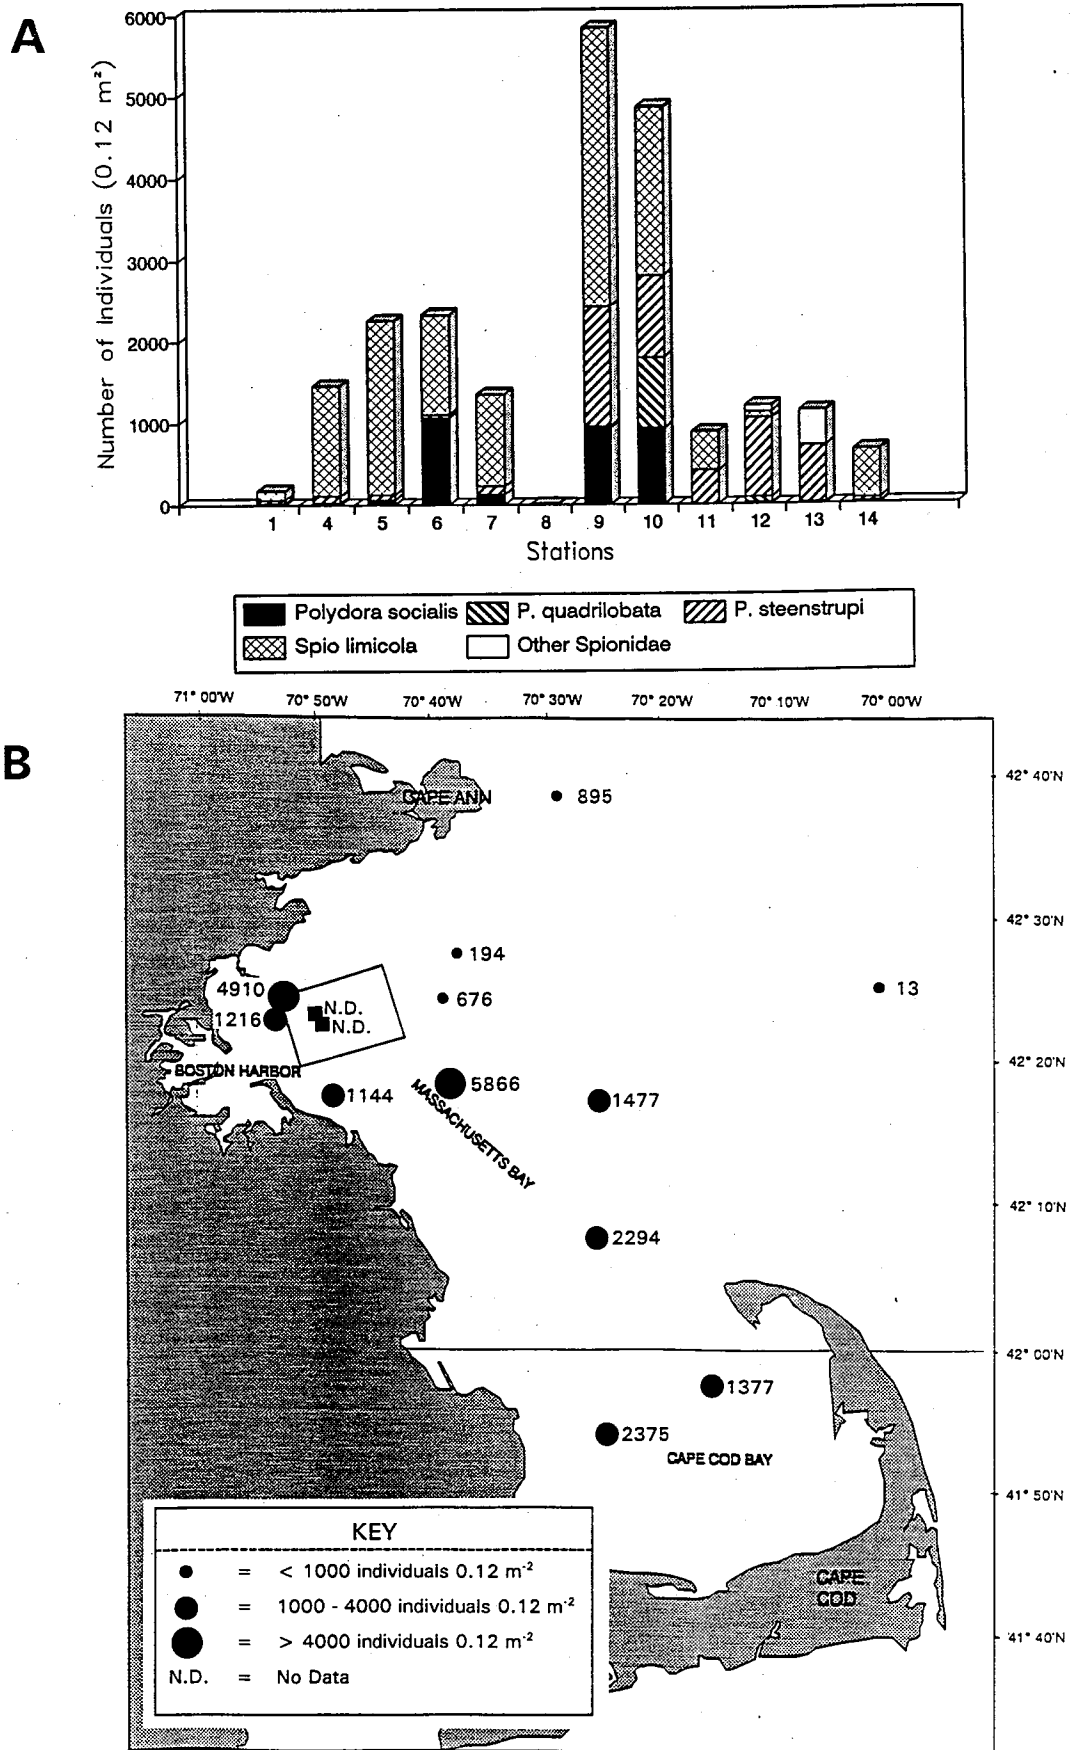 A
6000
5000
4000
3000
2000
1000
0
Number of Individuals (0.12 m²)
1 4 5 6 7 8 9 10 11 12 13 14
Stations
Polydora socialis P. quadrilobata P. steenstrupi
Spio limicola Other Spionidae
B
71° 00'W 70° 50'W 70° 40'W 70° 30'W 70° 20'W 70° 10'W 70° 00'W
42° 40'N
CAPE ANN 895
42° 30'N
194
4910 676 13
N.D.
1216 N.D.
42° 20'N
BOSTON HARBOR
1144 5866 1477
MASSACHUSETTS BAY
42° 10'N
2294
42° 00'N
1377
2375
CAPE COD BAY
41° 50'N
CAPE
COD
41° 40'N
KEY
= < 1000 individuals 0.12 m⁻²
= 1000 - 4000 individuals 0.12 m⁻²
= > 4000 individuals 0.12 m⁻²
N.D. = No Data